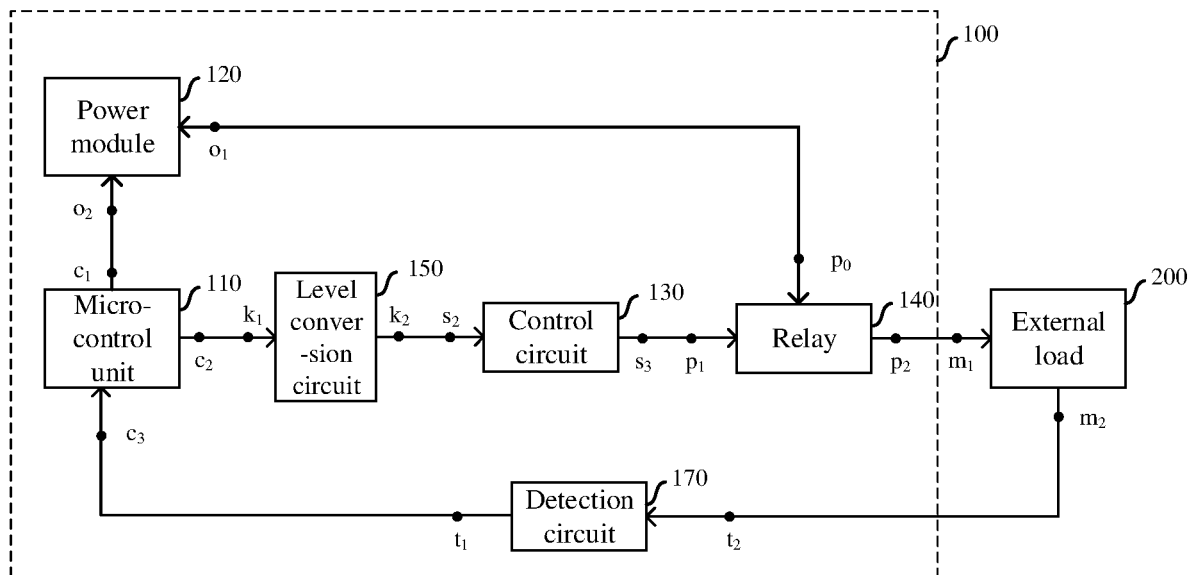 100
120
Power
module
o₁
o₂
c₁
110
Micro-
control
unit
c₂
k₁
150
Level
conver
-sion
circuit
k₂
s₂
130
Control
circuit
s₃
p₁
p₀
140
Relay
p₂
m₁
200
External
load
m₂
c₃
170
Detection
circuit
t₁
t₂